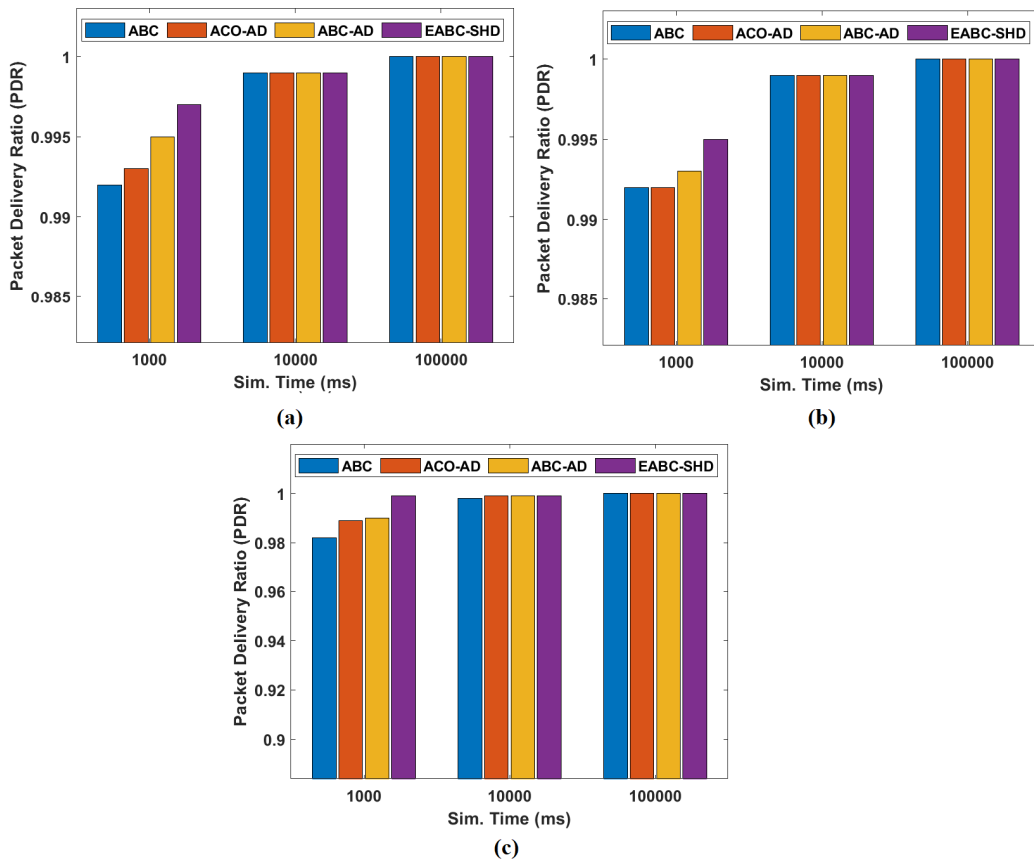 ABC ACO-AD ABC-AD EABC-SHD
Packet Delivery Ratio (PDR)
1
0.995
0.99
0.985
1000 10000 100000
Sim. Time (ms)
(a)
ABC ACO-AD ABC-AD EABC-SHD
Packet Delivery Ratio (PDR)
1
0.995
0.99
0.985
1000 10000 100000
Sim. Time (ms)
(b)
ABC ACO-AD ABC-AD EABC-SHD
Packet Delivery Ratio (PDR)
1
0.98
0.96
0.94
0.92
0.9
1000 10000 100000
Sim. Time (ms)
(c)